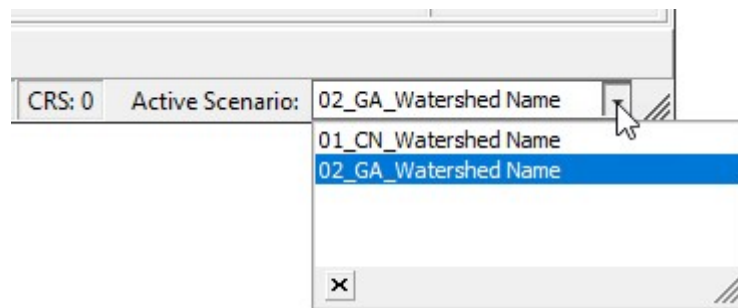 CRS: 0 Active Scenario: 02_GA_Watershed Name
01_CN_Watershed Name
02_GA_Watershed Name